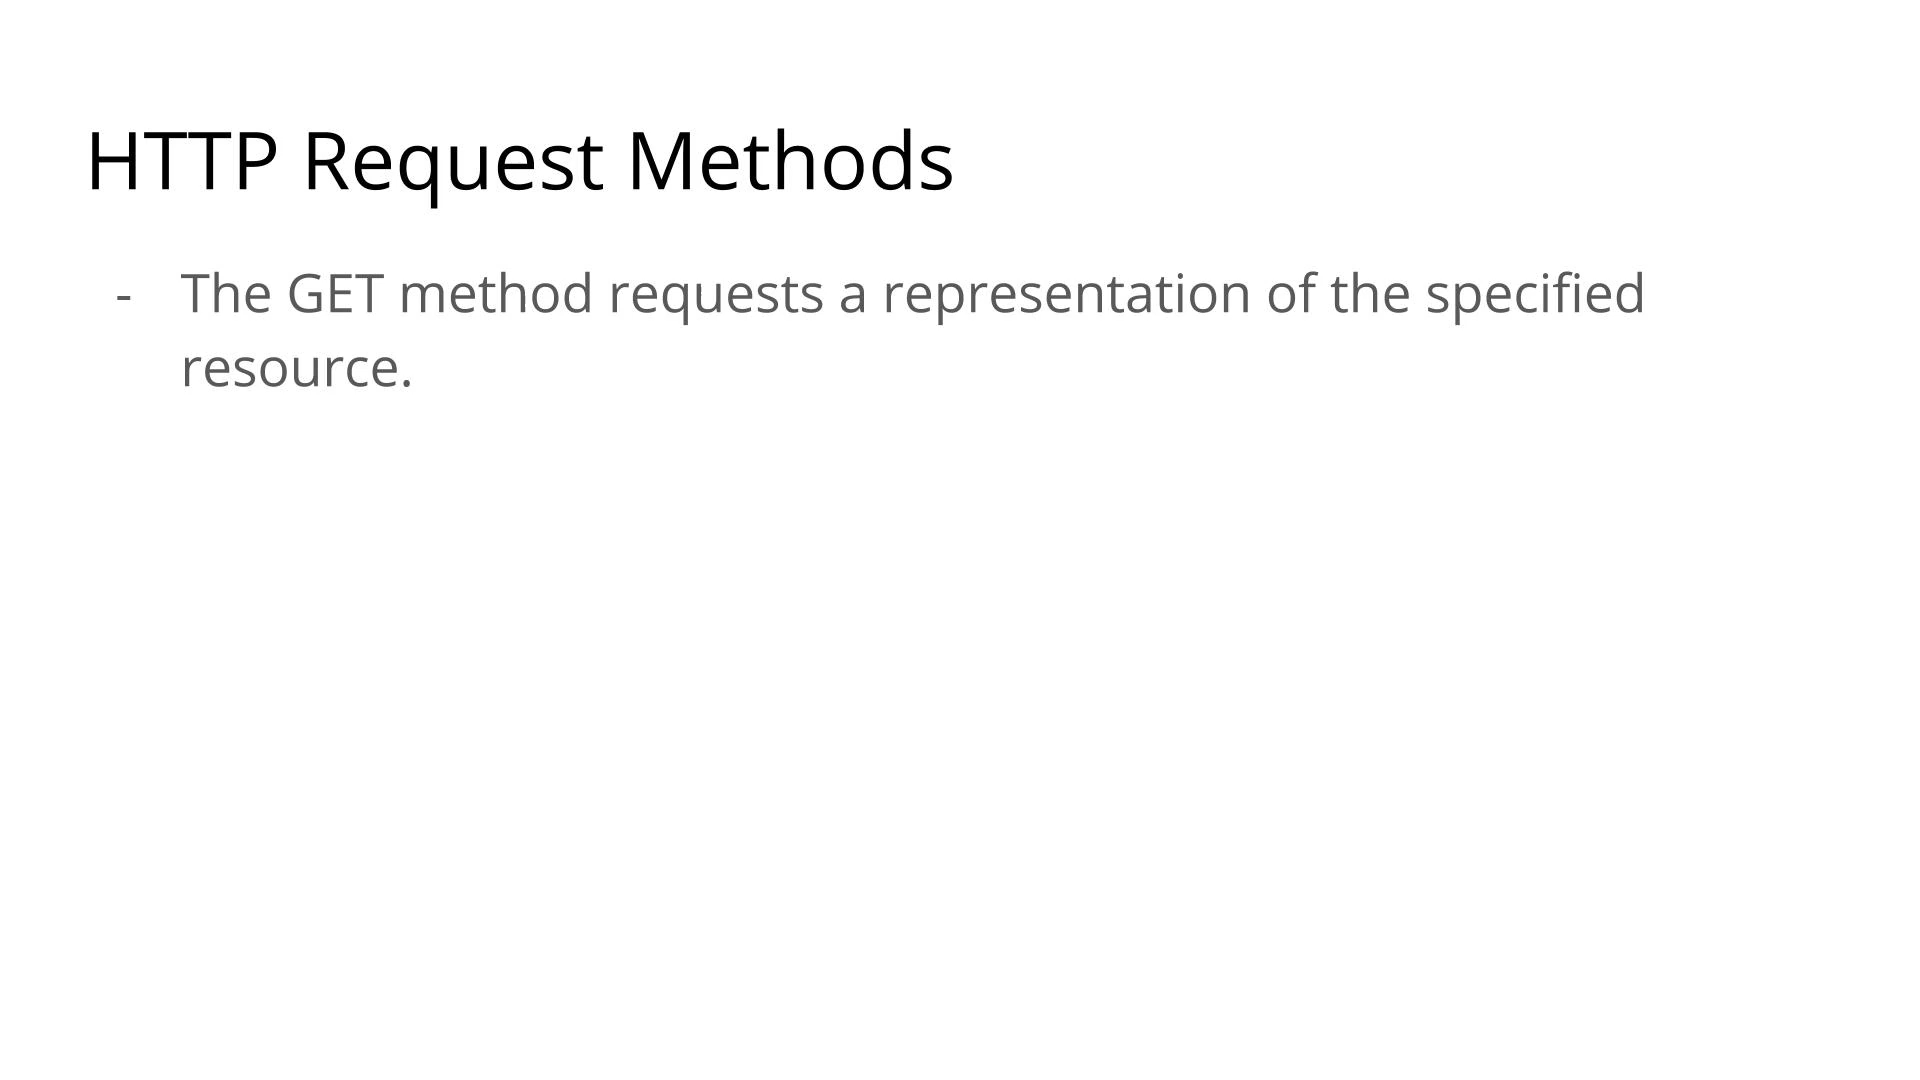 HTTP Request Methods
- The GET method requests a representation of the specified
resource.